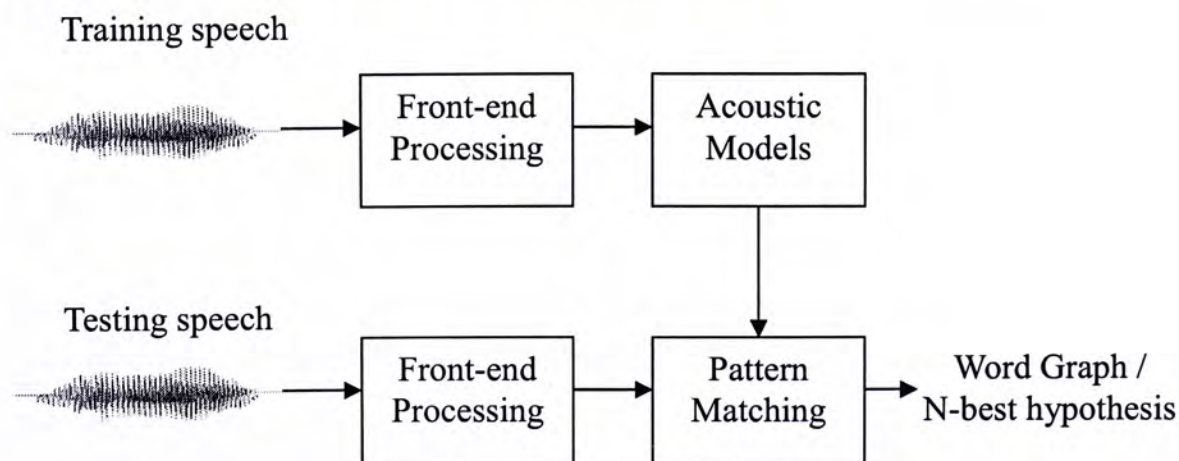 Training speech
Front-end
Processing
Acoustic
Models
Testing speech
Front-end
Processing
Pattern
Matching
Word Graph /
N-best hypothesis